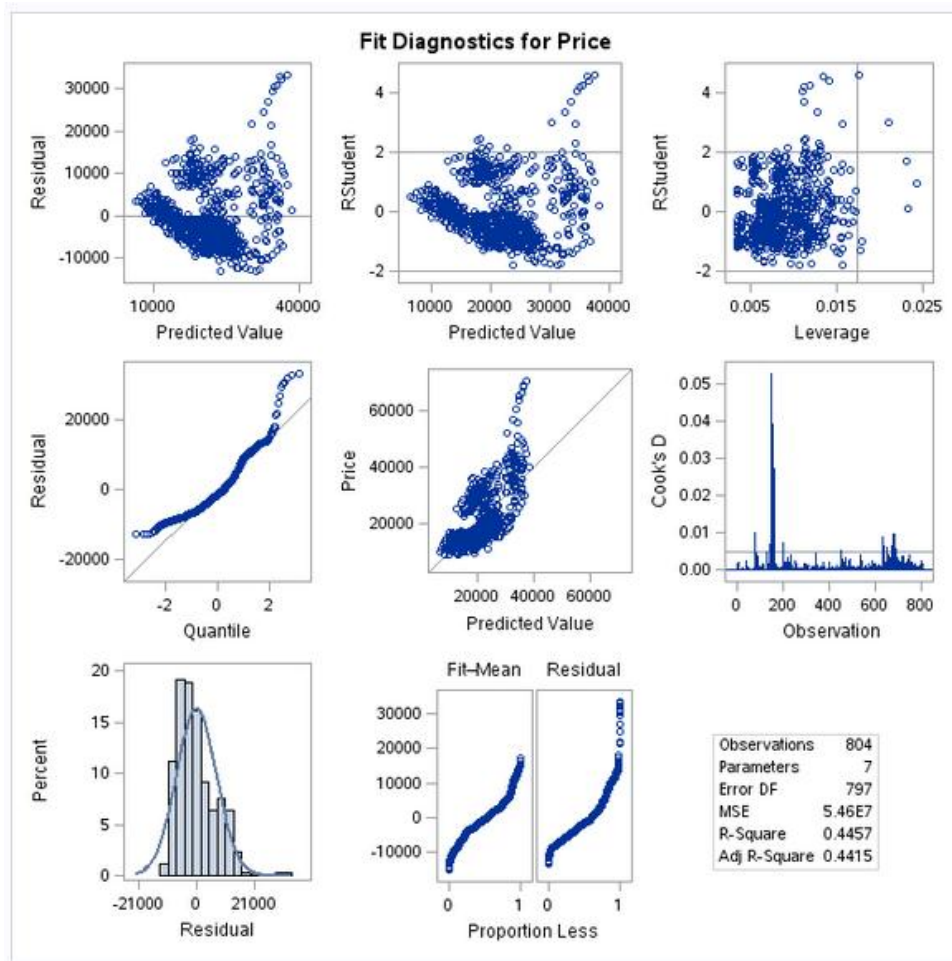 Fit Diagnostics for Price
Residual
30000
20000
10000
0
-10000
10000
40000
Predicted Value
RStudent
4
2
0
-2
10000
20000
30000
40000
Predicted Value
RStudent
4
2
0
-2
0.005
0.015
0.025
Leverage
Residual
20000
0
-20000
-2
0
2
Quantile
Price
60000
40000
20000
20000
40000
60000
Predicted Value
Cook's D
0.05
0.04
0.03
0.02
0.01
0.00
0
200
400
600
800
Observation
Percent
20
15
10
5
0
-21000
0
21000
Residual
Fit–Mean
Residual
30000
20000
10000
0
-10000
0
1
0
1
Proportion Less
Observations 804
Parameters 7
Error DF 797
MSE 5.46E7
R-Square 0.4457
Adj R-Square 0.4415